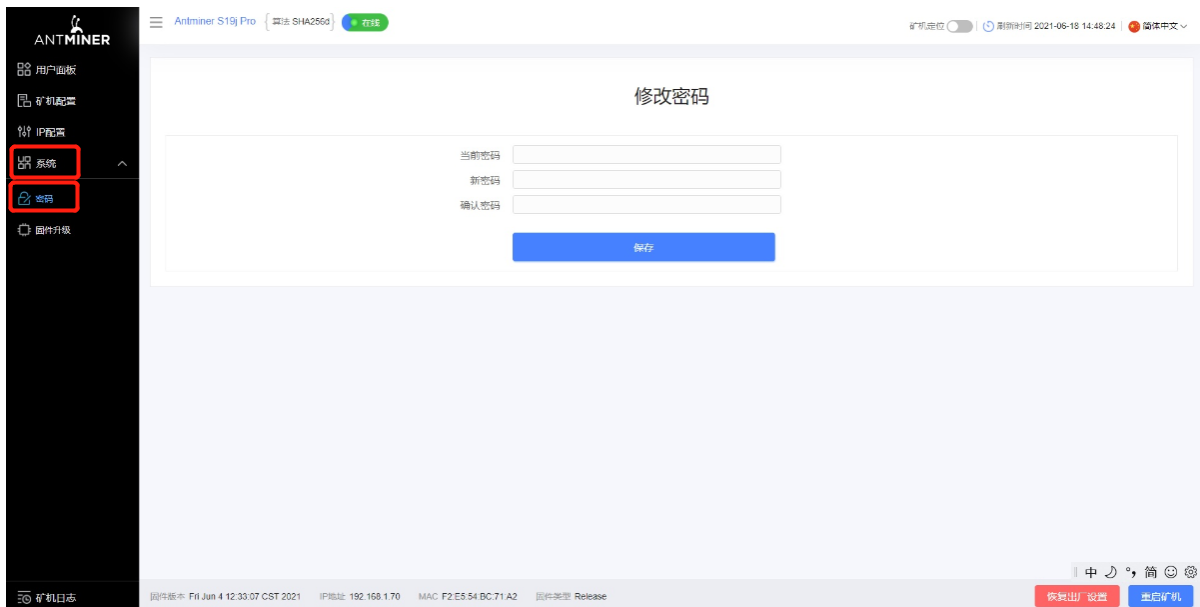 ANTMINER
用户面板
矿机配置
IP配置
系统
密码
固件升级
矿机日志
Antminer S19j Pro {算法 SHA256d} 在线
矿机定位 刷新时间 2021-06-18 14:48:24 简体中文
修改密码
当前密码
新密码
确认密码
保存
中 °, 简
固件版本 Fri Jun 4 12:33:07 CST 2021 IP地址 192.168.1.70 MAC F2:E5:54:BC:71:A2 固件类型 Release
恢复出厂设置 重启矿机